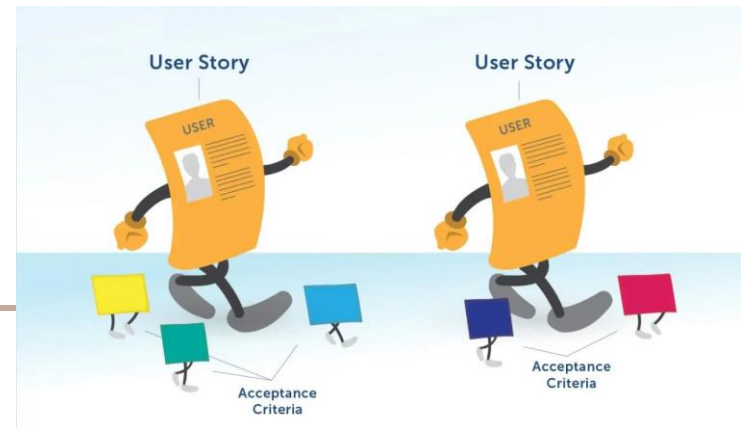 User Story
User Story
USER
USER
Acceptance
Criteria
Acceptance
Criteria